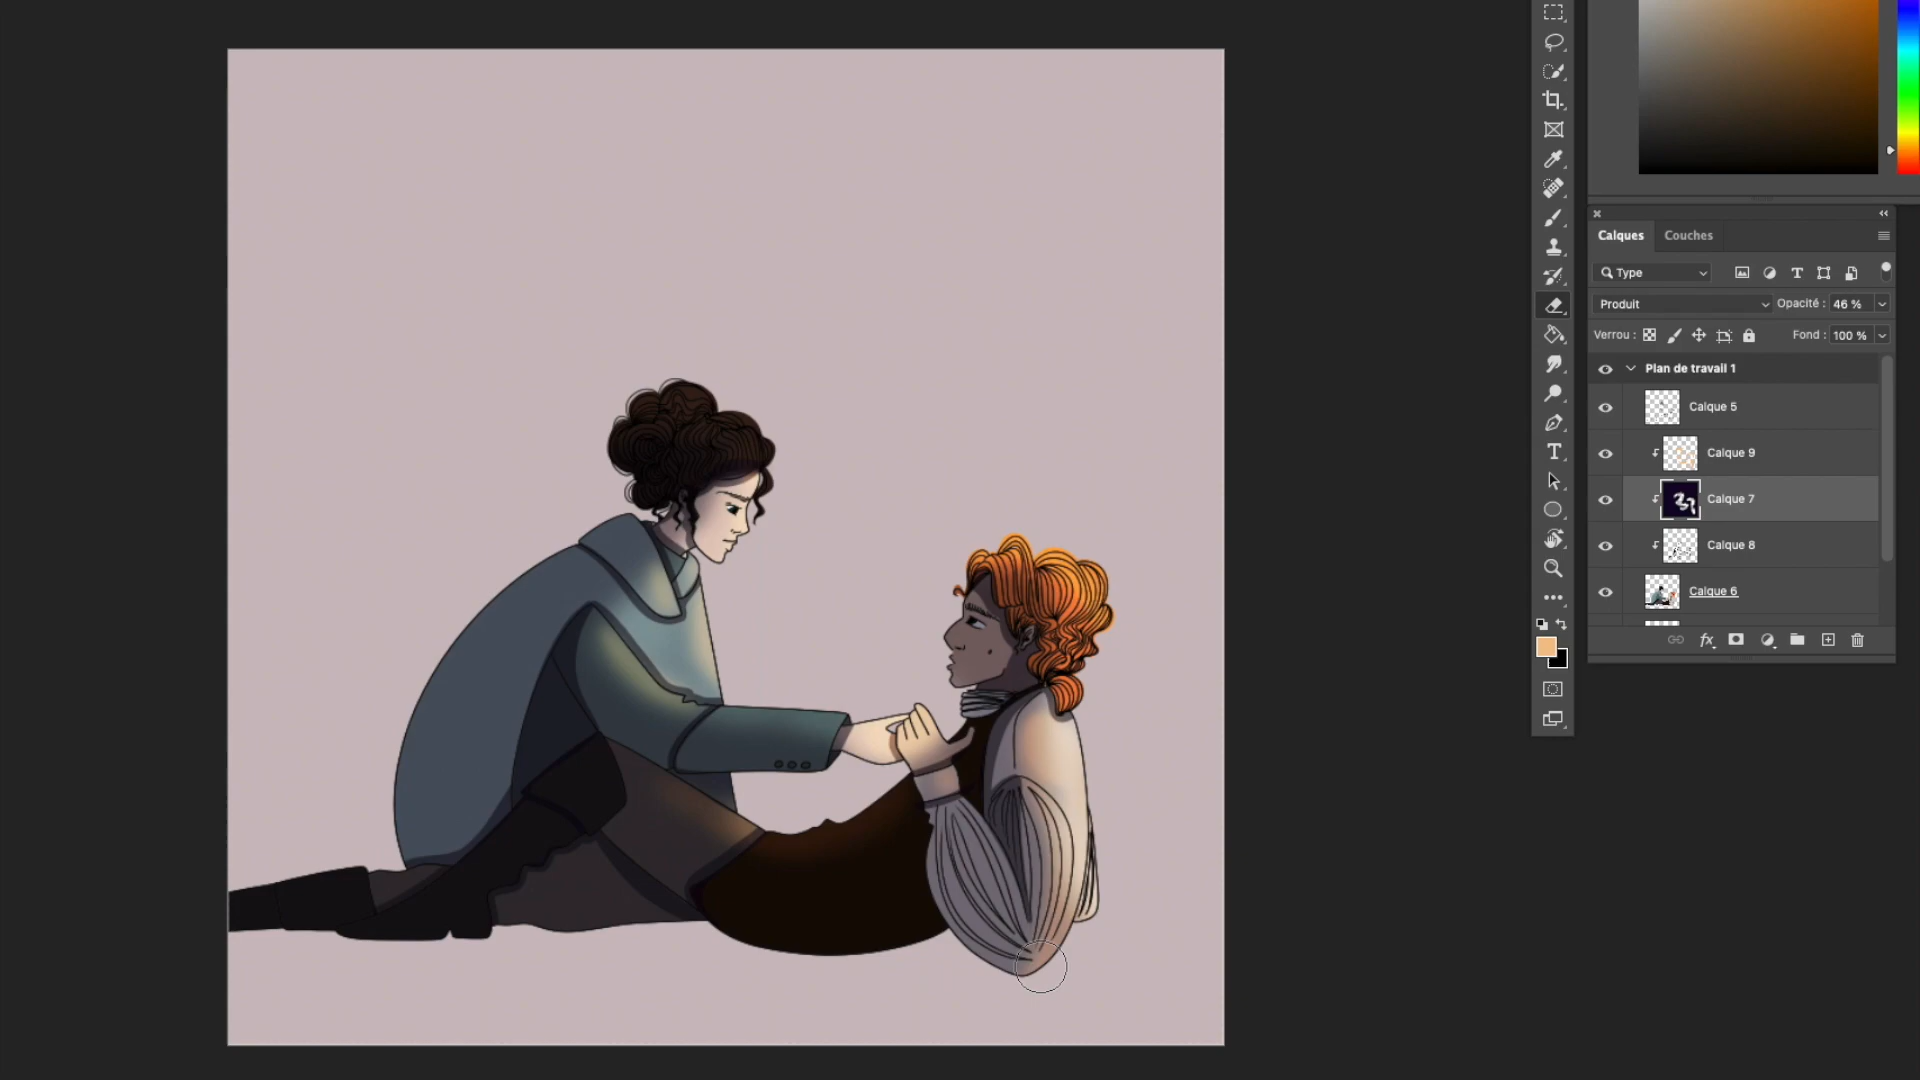 Calques Couches
Type
Produit Opacité : 46 %
Verrou : Fond : 100 %
Plan de travail 1
Calque 5
Calque 9
Calque 7
Calque 8
Calque 6
fx